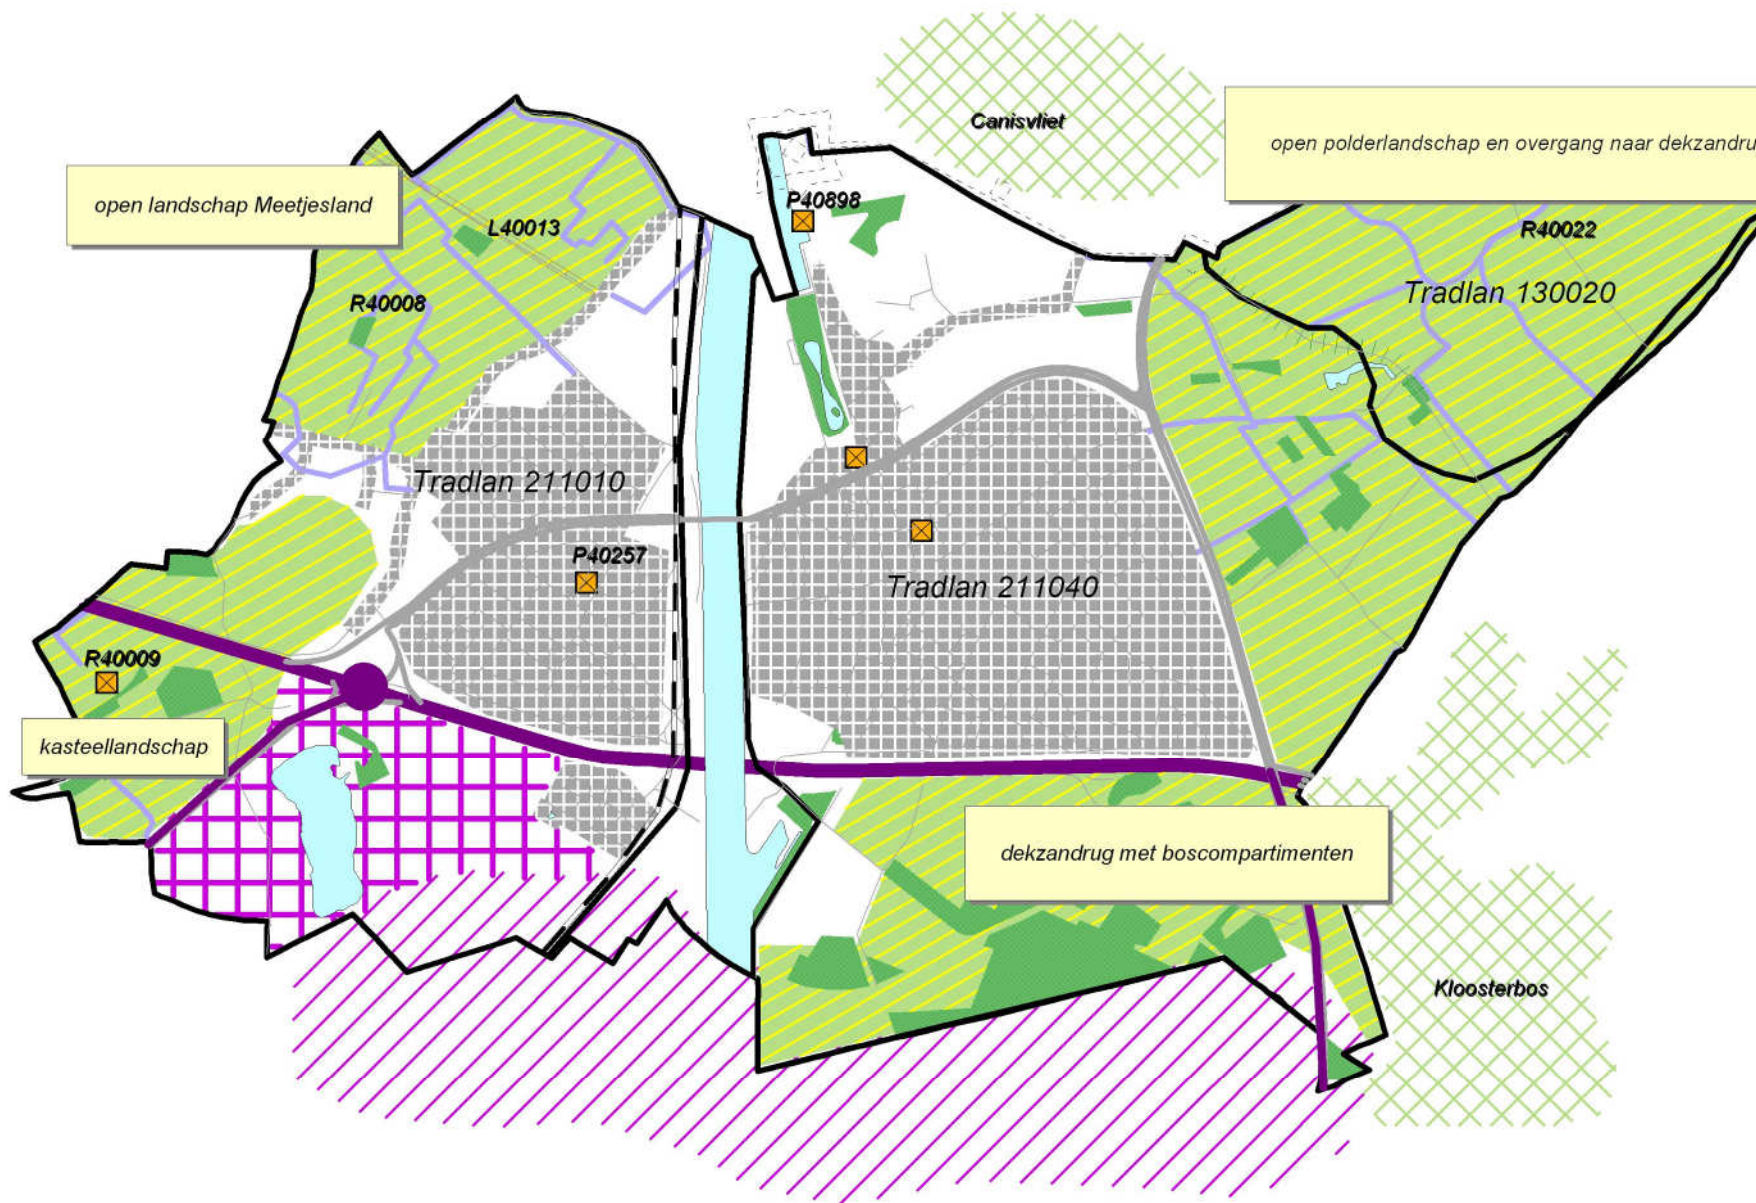 Canisvliet
open polderlandschap en overgang naar dekzandru
open landschap Meetjesland
P40898
L40013
R40022
R40008
Tradlan 130020
Tradlan 211010
P40257
Tradlan 211040
R40009
kasteellandschap
dekzandrug met boscompartimenten
Kloosterbos